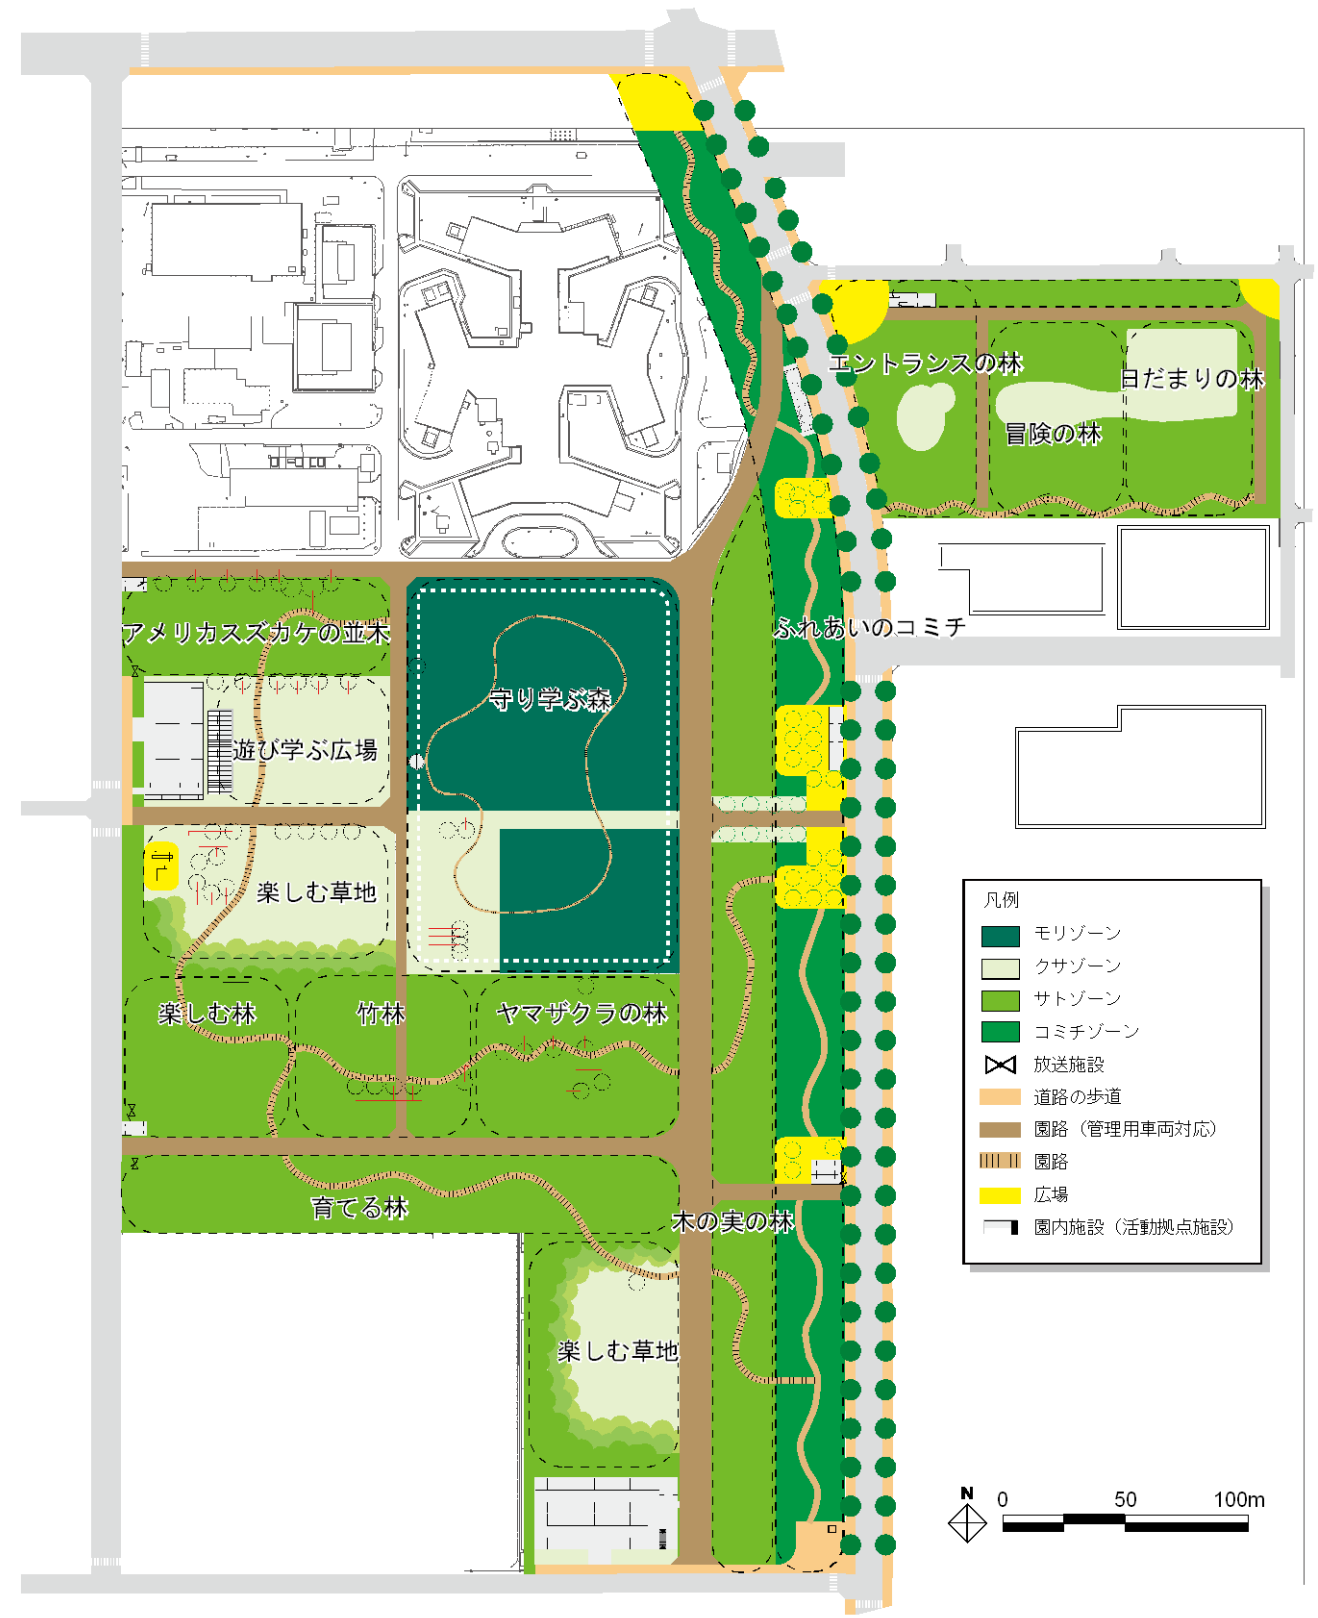 エントランスの林
日だまりの林
冒険の林
アメリカスズカケの並木
ふれあいのコミチ
守り学ぶ森
遊び学ぶ広場
楽しむ草地
楽しむ林
竹林
ヤマザクラの林
育てる林
木の実の林
楽しむ草地
凡例
モリゾーン
クサゾーン
サトゾーン
コミチゾーン
放送施設
道路の歩道
園路（管理用車両対応）
園路
広場
園内施設（活動拠点施設）
N
0 50 100m